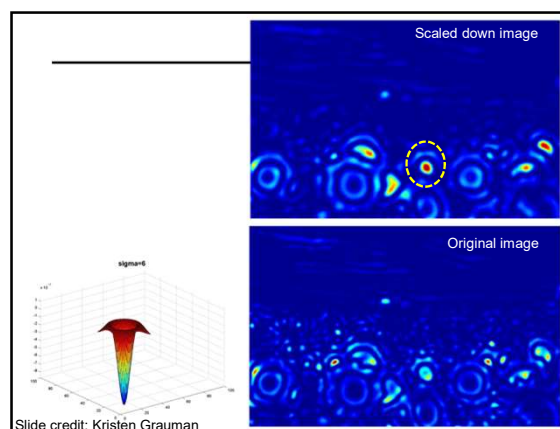 Scaled down image
Original image
sigma=6
Slide credit: Kristen Grauman